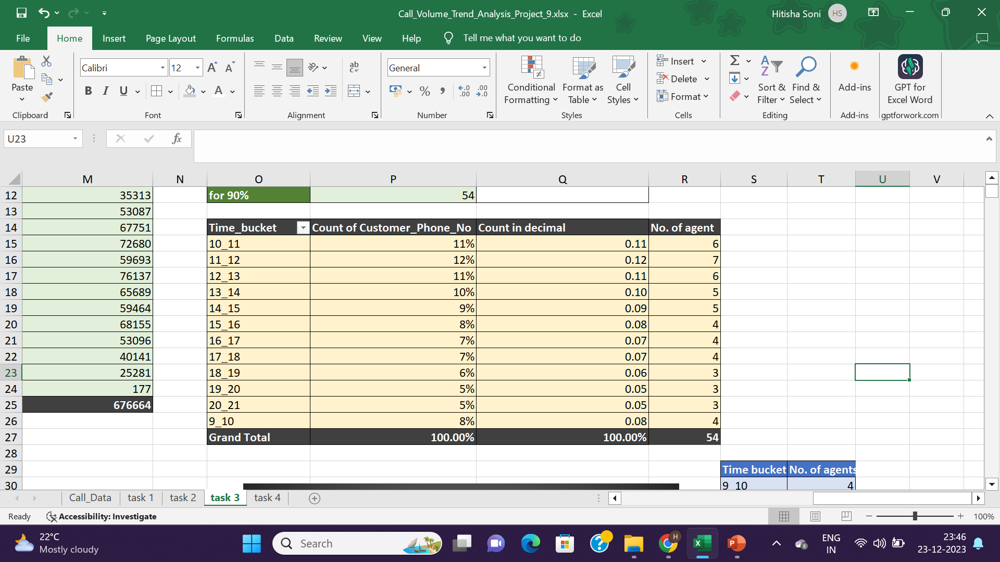 Call_Volume_Trend_Analysis_Project_9.xlsx - Excel
Hitisha Soni HS
File Home Insert Page Layout Formulas Data Review View Help Tell me what you want to do
Paste
Clipboard
Calibri 12
B I U A
Font
ab
Alignment
General
% , .00 .00
Number
Conditional Formatting
Format as Table
Cell Styles
Styles
Insert
Delete
Format
Cells
Sort & Filter
Find & Select
Editing
Add-ins
Add-ins
GPT for Excel Word
gptforwork.com
U23 fx
M N O P Q R S T U V
12 35313 for 90% 54
13 53087
14 67751 Time_bucket Count of Customer_Phone_No Count in decimal No. of agent
15 72680 10_11 11% 0.11 6
16 59693 11_12 12% 0.12 7
17 76137 12_13 11% 0.11 6
18 65689 13_14 10% 0.10 5
19 59464 14_15 9% 0.09 5
20 68155 15_16 8% 0.08 4
21 53096 16_17 7% 0.07 4
22 40141 17_18 7% 0.07 4
23 25281 18_19 6% 0.06 3
24 177 19_20 5% 0.05 3
25 676664 20_21 5% 0.05 3
26 9_10 8% 0.08 4
27 Grand Total 100.00% 100.00% 54
28
29 Time bucket No. of agents
30 9_10 4
Call_Data task 1 task 2 task 3 task 4
Ready Accessibility: Investigate 100%
22°C
Mostly cloudy
Search
ENG
IN
23:46
23-12-2023